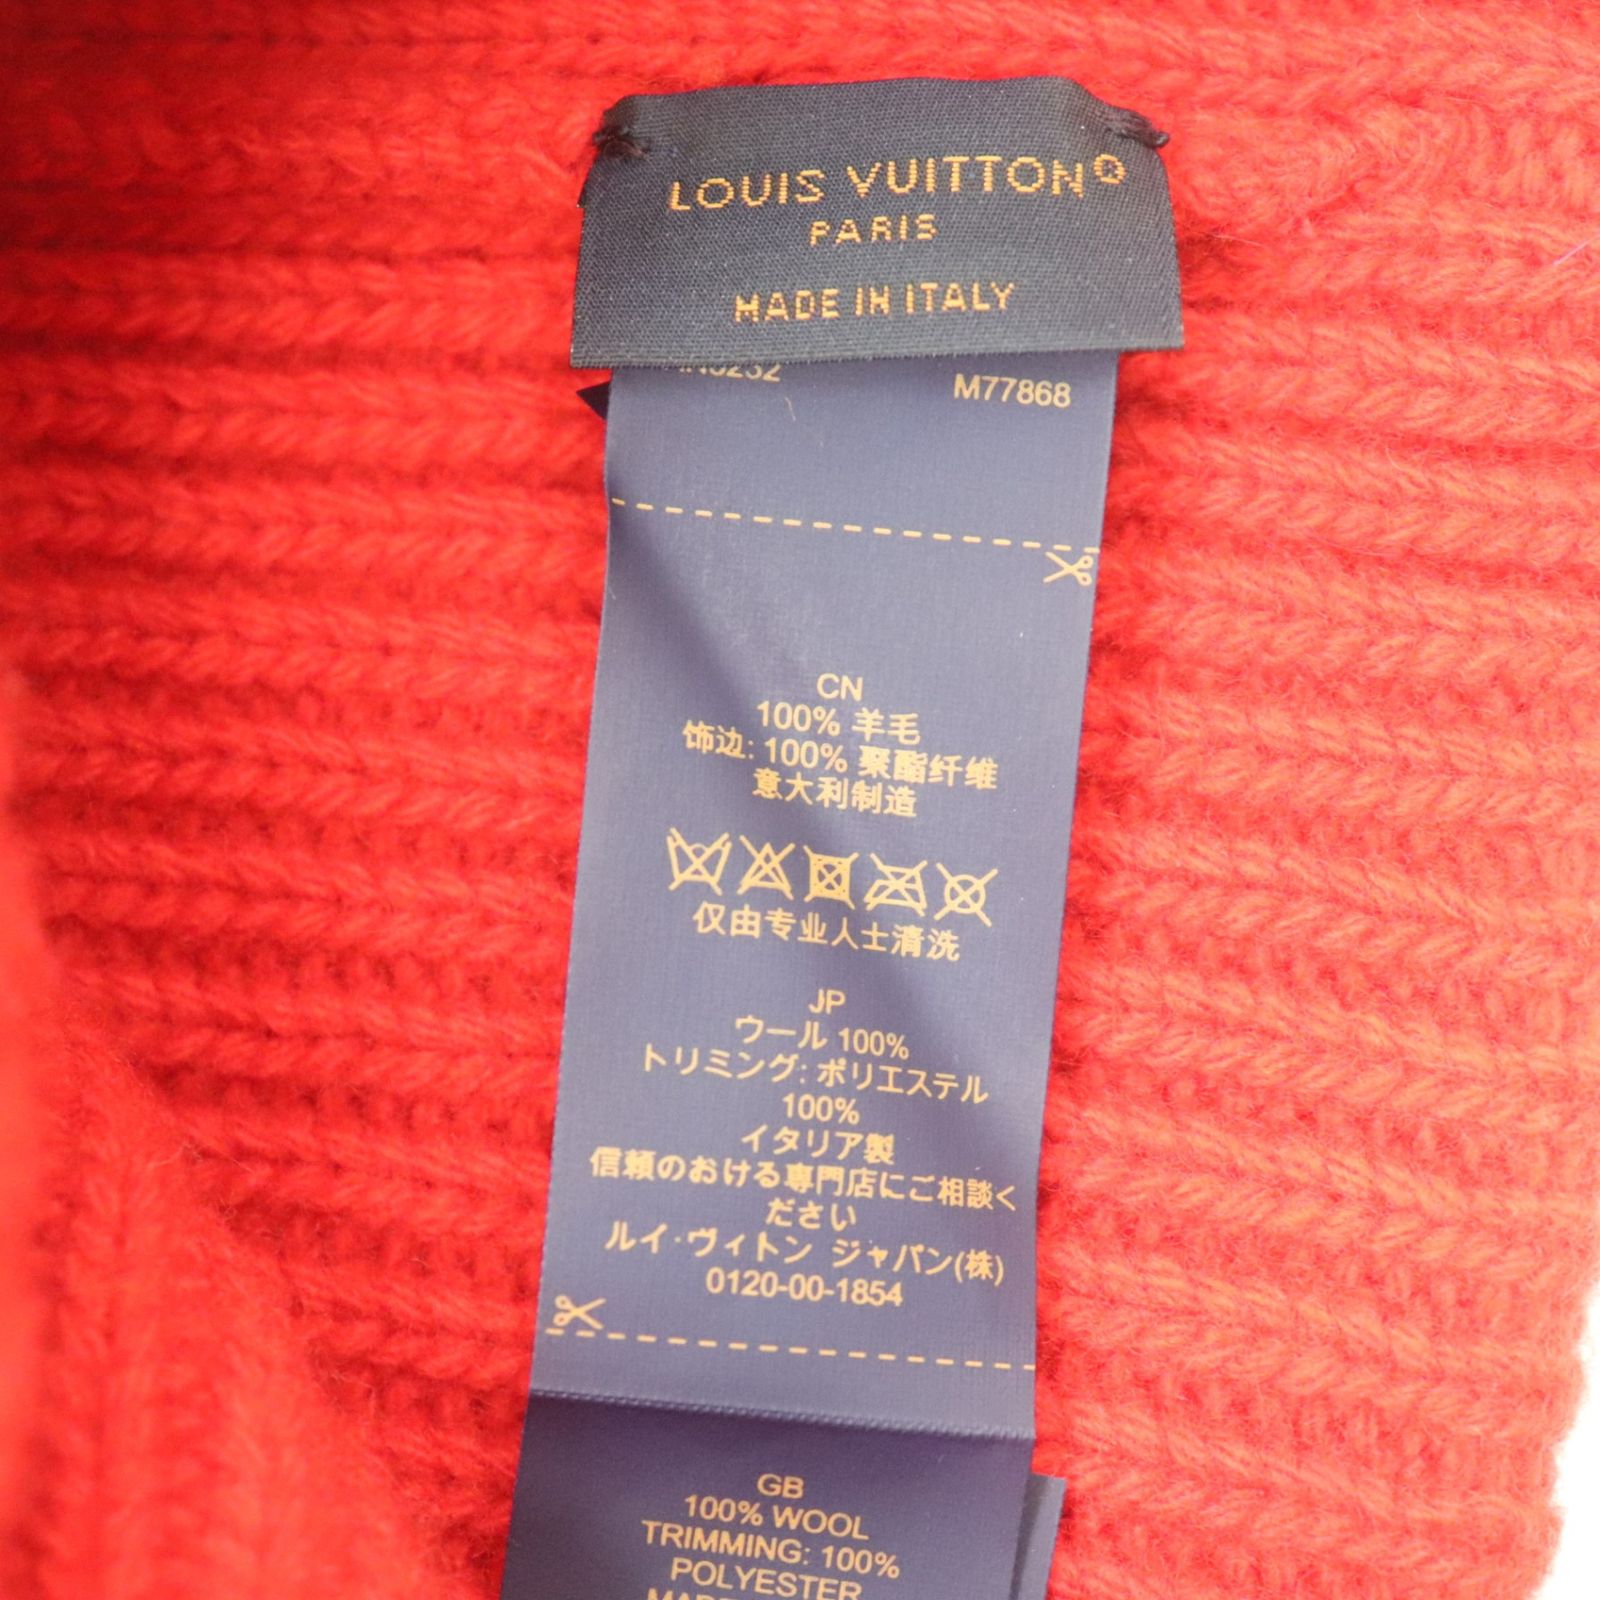 LOUIS VUITTON®
PARIS
MADE IN ITALY
M77868
CN
100% 羊毛
饰边: 100% 聚酯纤维
意大利制造
仅由专业人士清洗
JP
ウール 100%
トリミング: ポリエステル
100%
イタリア製
信頼のおける専門店にご相談く
ださい
ルイ・ヴィトン ジャパン(株)
0120-00-1854
GB
100% WOOL
TRIMMING: 100%
POLYESTER